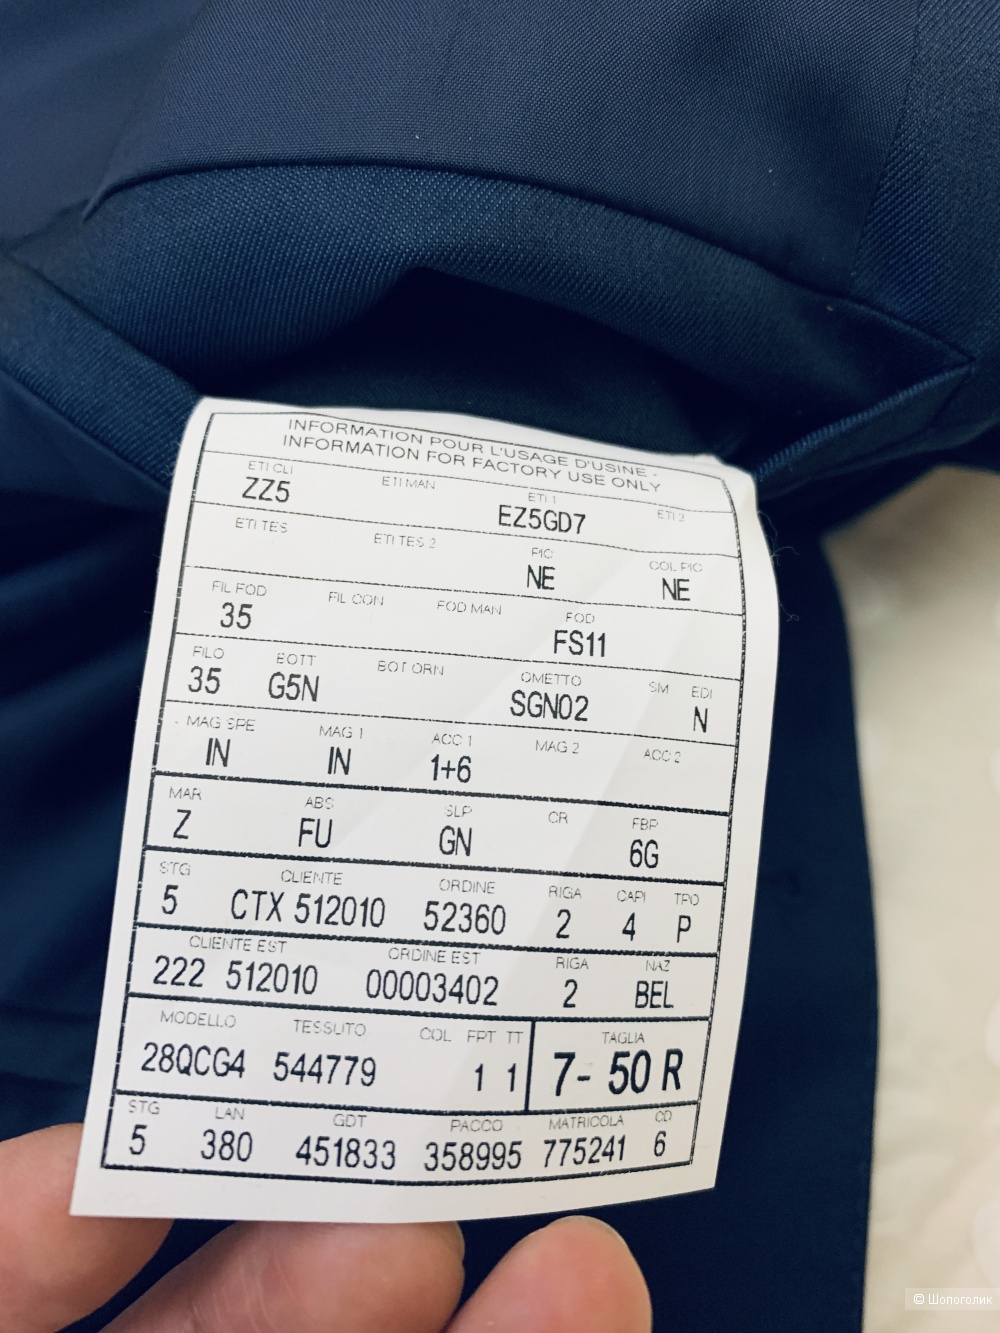 INFORMATION POUR L'USAGE D'USINE -
INFORMATION FOR FACTORY USE ONLY
ETI CLI ETI MAN ETI 1 ETI 2
ZZ5 EZ5GD7
ETI TES ETI TES 2 PIC COL PIC
NE NE
FIL FOD FIL CON FOD MAN FOD
35 FS11
FILO BOTT BOT ORN OMETTO SM EDI
35 G5N SGN02 N
MAG SPE MAG 1 ACC 1 MAG 2 ACC 2
IN IN 1+6
MAR ABS SLP CR FBP
Z FU GN 6G
STG CLIENTE ORDINE RIGA CAPI TPO
5 CTX 512010 52360 2 4 P
CLIENTE EST ORDINE EST RIGA NAZ
222 512010 00003402 2 BEL
MODELLO TESSUTO COL FPT TT TAGLIA
28QCG4 544779 1 1 7- 50 R
STG LAN GDT PACCO MATRICOLA CD
5 380 451833 358995 775241 6
© Шопоголик